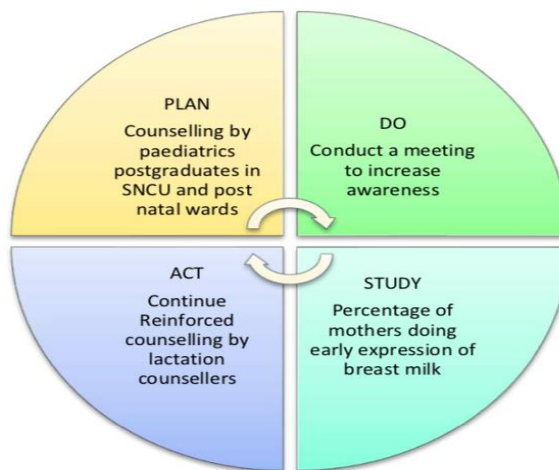 PLAN
Counselling by
paediatrics
postgraduates in
SNCU and post
natal wards
DO
Conduct a meeting
to increase
awareness
STUDY
Percentage of
mothers doing
early expression of
breast milk
ACT
Continue
Reinforced
counselling by
lactation
counsellers